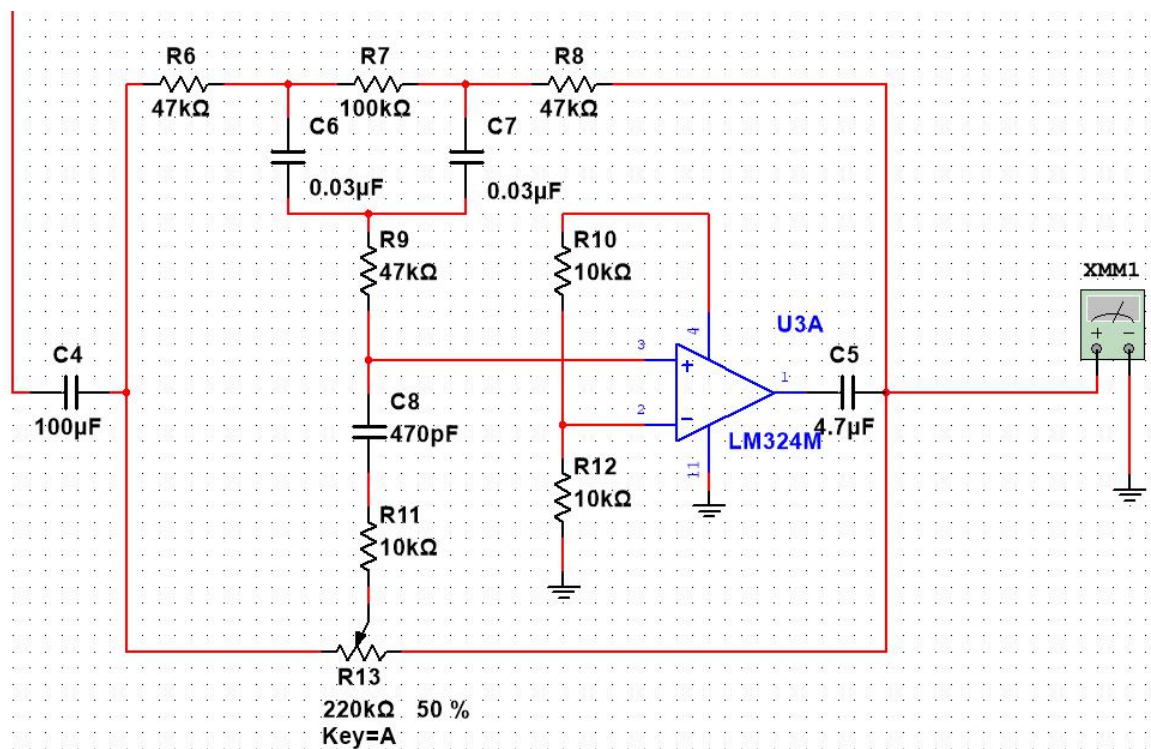 R6
47kΩ
R7
100kΩ
R8
47kΩ
C6
0.03µF
C7
0.03µF
R9
47kΩ
R10
10kΩ
XMM1
+
−
U3A
4
3
+
1
2
−
11
LM324M
C5
4.7µF
C4
100µF
C8
470pF
R12
10kΩ
R11
10kΩ
R13
220kΩ 50 %
Key=A